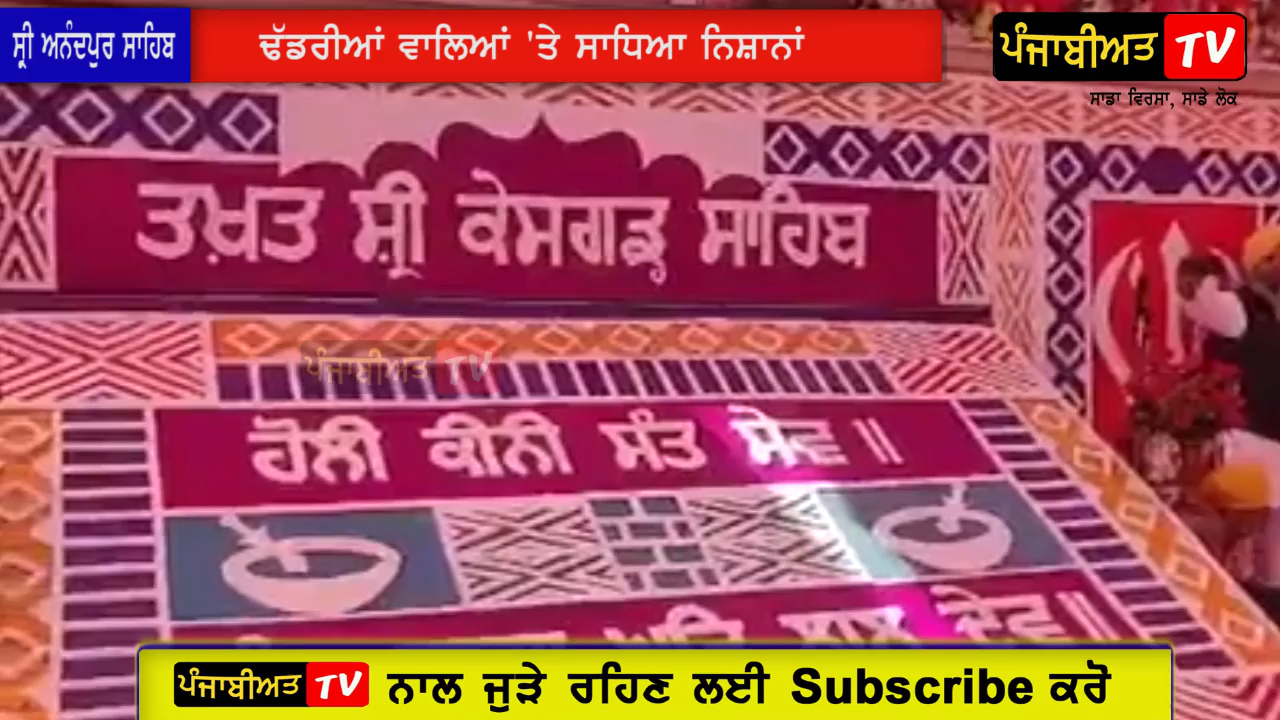 ਸ੍ਰੀ ਅਨੰਦਪੁਰ ਸਾਹਿਬ
ਢੱਡਰੀਆਂ ਵਾਲਿਆਂ 'ਤੇ ਸਾਧਿਆ ਨਿਸ਼ਾਨਾਂ
ਪੰਜਾਬੀਅਤ TV
ਸਾਡਾ ਵਿਰਸਾ, ਸਾਡੇ ਲੋਕ
ਤਖ਼ਤ ਸ਼੍ਰੀ ਕੇਸਗੜ੍ਹ ਸਾਹਿਬ
ਪੰਜਾਬੀਅਤ TV
ਹੋਲੀ ਕੀਨੀ ਸੰਤ ਸੇਵ ॥
ਲਾਲ ਦੇਵ ॥
ਪੰਜਾਬੀਅਤ TV ਨਾਲ ਜੁੜੇ ਰਹਿਣ ਲਈ Subscribe ਕਰੋ